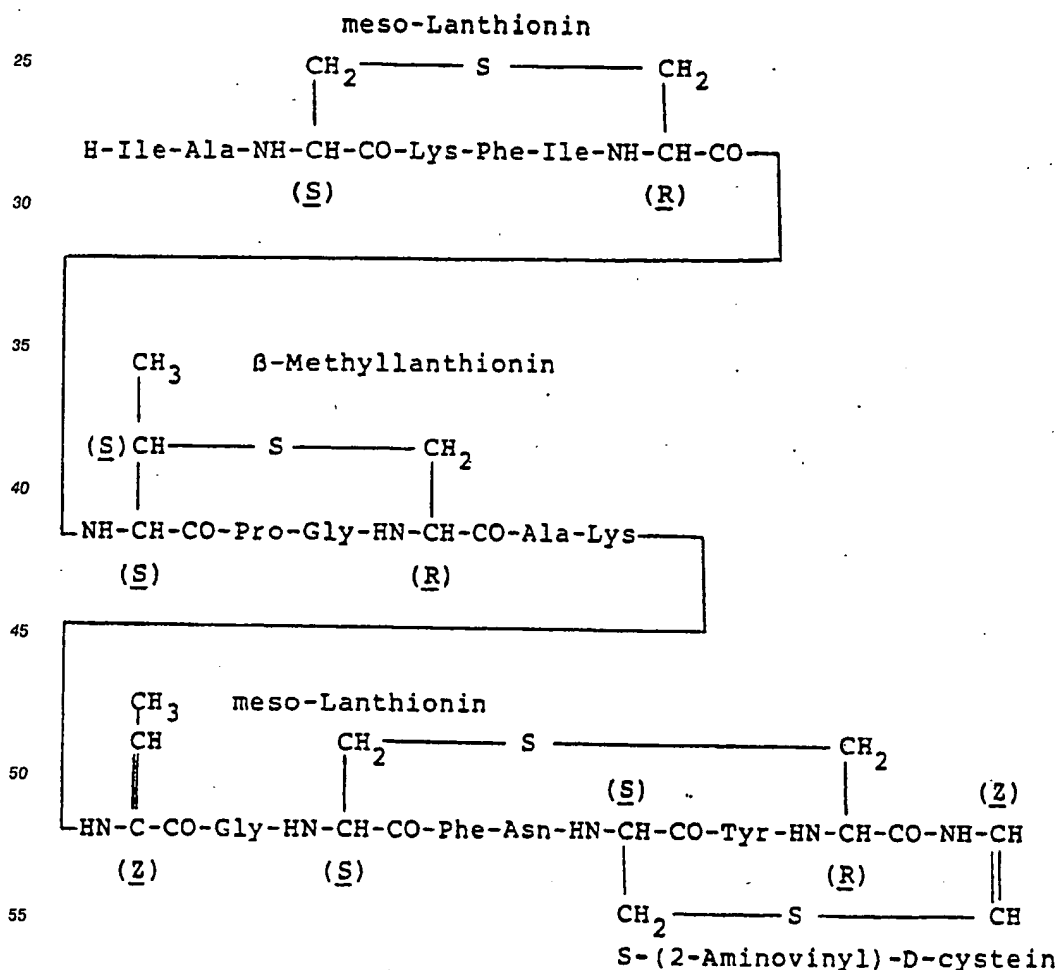 meso-Lanthionin
25
CH2 S CH2
H-Ile-Ala-NH-CH-CO-Lys-Phe-Ile-NH-CH-CO
(S) (R)
30
35
CH3 ß-Methyllanthionin
(S)CH S CH2
40
NH-CH-CO-Pro-Gly-HN-CH-CO-Ala-Lys
(S) (R)
45
CH3 meso-Lanthionin
CH CH2 S CH2
50
(S) (Z)
HN-C-CO-Gly-HN-CH-CO-Phe-Asn-HN-CH-CO-Tyr-HN-CH-CO-NH-CH
(Z) (S) (R)
55
CH2 S CH
S-(2-Aminovinyl)-D-cystein